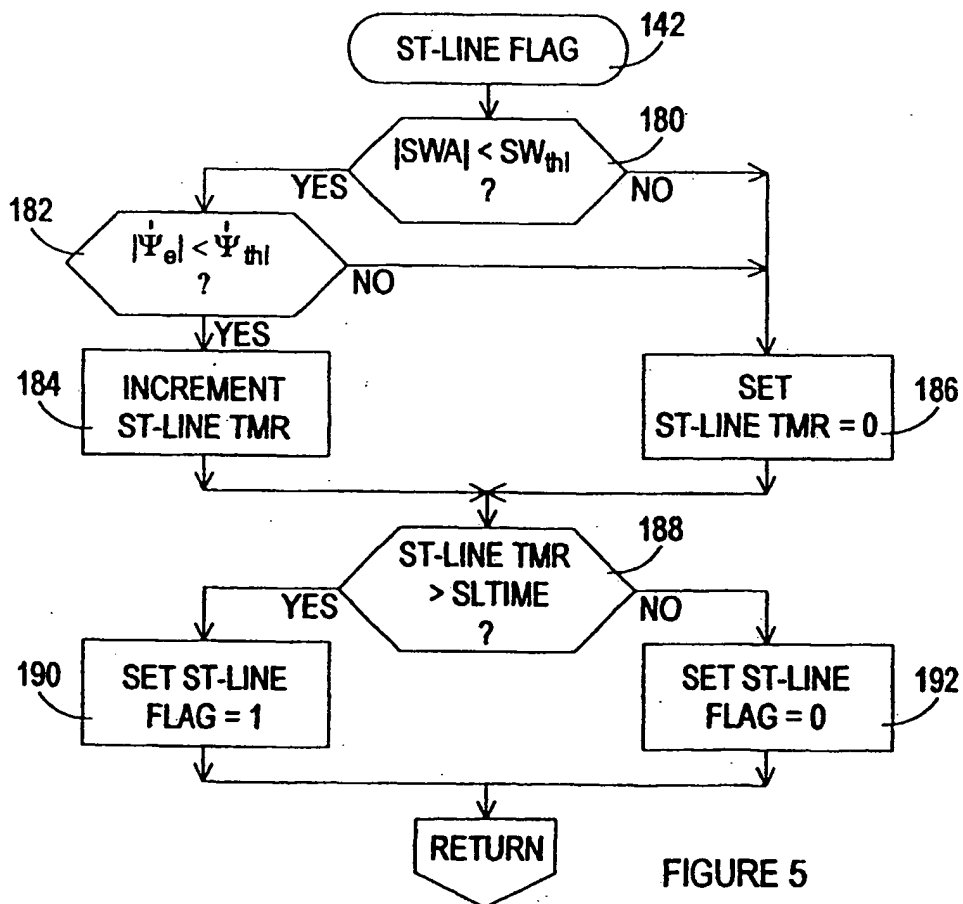 ST-LINE FLAG
142
|SWA| < SW_thl
?
180
YES
NO
182
|Ψ̇_e| < Ψ̇_thl
?
NO
YES
184
INCREMENT
ST-LINE TMR
SET
ST-LINE TMR = 0
186
ST-LINE TMR
> SLTIME
?
188
YES
NO
190
SET ST-LINE
FLAG = 1
SET ST-LINE
FLAG = 0
192
RETURN
FIGURE 5